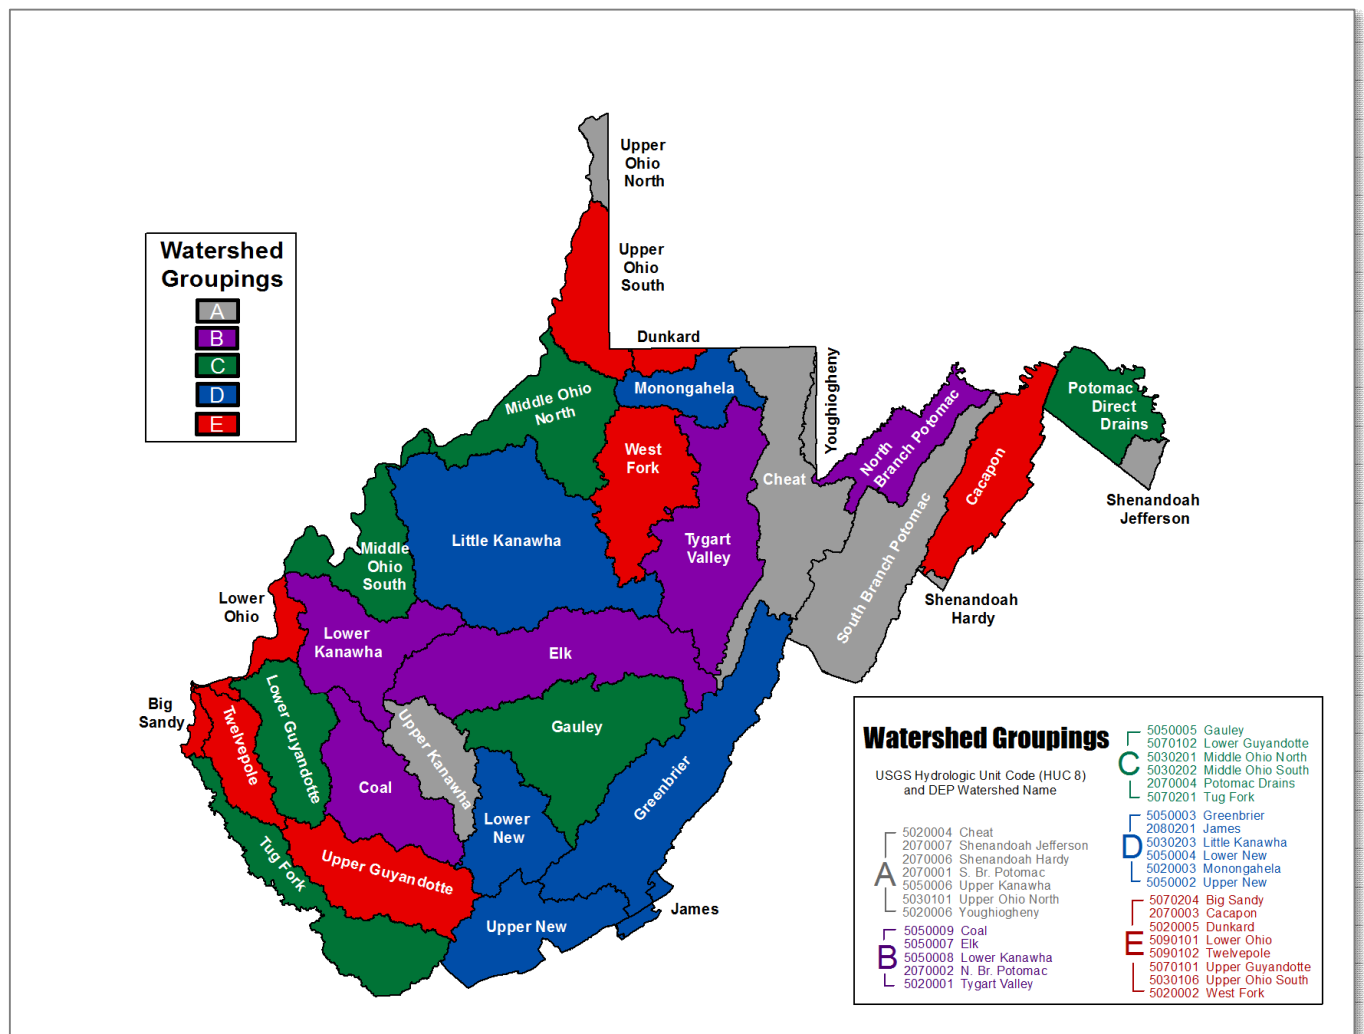 Upper
Ohio
North
Upper
Ohio
South
Watershed
Groupings
A
B
C
D
E
Dunkard
Youghiogheny
Monongahela
Middle Ohio
North
North
Branch Potomac
Potomac
Direct
Drains
West
Fork
Cheat
Cacapon
Shenandoah
Jefferson
Little Kanawha
Tygart
Valley
Middle
Ohio
South
South Branch Potomac
Shenandoah
Hardy
Lower
Ohio
Lower
Kanawha
Elk
Big
Sandy
Twelvepole
Lower Guyandotte
Upper Kanawha
Gauley
Coal
Greenbrier
Lower
New
Tug Fork
Upper Guyandotte
Upper New
James
Watershed Groupings
USGS Hydrologic Unit Code (HUC 8)
and DEP Watershed Name
A
5020004 Cheat
2070007 Shenandoah Jefferson
2070006 Shenandoah Hardy
2070001 S. Br. Potomac
5050006 Upper Kanawha
5030101 Upper Ohio North
5020006 Youghiogheny
B
5050009 Coal
5050007 Elk
5050008 Lower Kanawha
2070002 N. Br. Potomac
5020001 Tygart Valley
C
5050005 Gauley
5070102 Lower Guyandotte
5030201 Middle Ohio North
5030202 Middle Ohio South
2070004 Potomac Drains
5070201 Tug Fork
D
5050003 Greenbrier
2080201 James
5030203 Little Kanawha
5050004 Lower New
5020003 Monongahela
5050002 Upper New
E
5070204 Big Sandy
2070003 Cacapon
5020005 Dunkard
5090101 Lower Ohio
5090102 Twelvepole
5070101 Upper Guyandotte
5030106 Upper Ohio South
5020002 West Fork